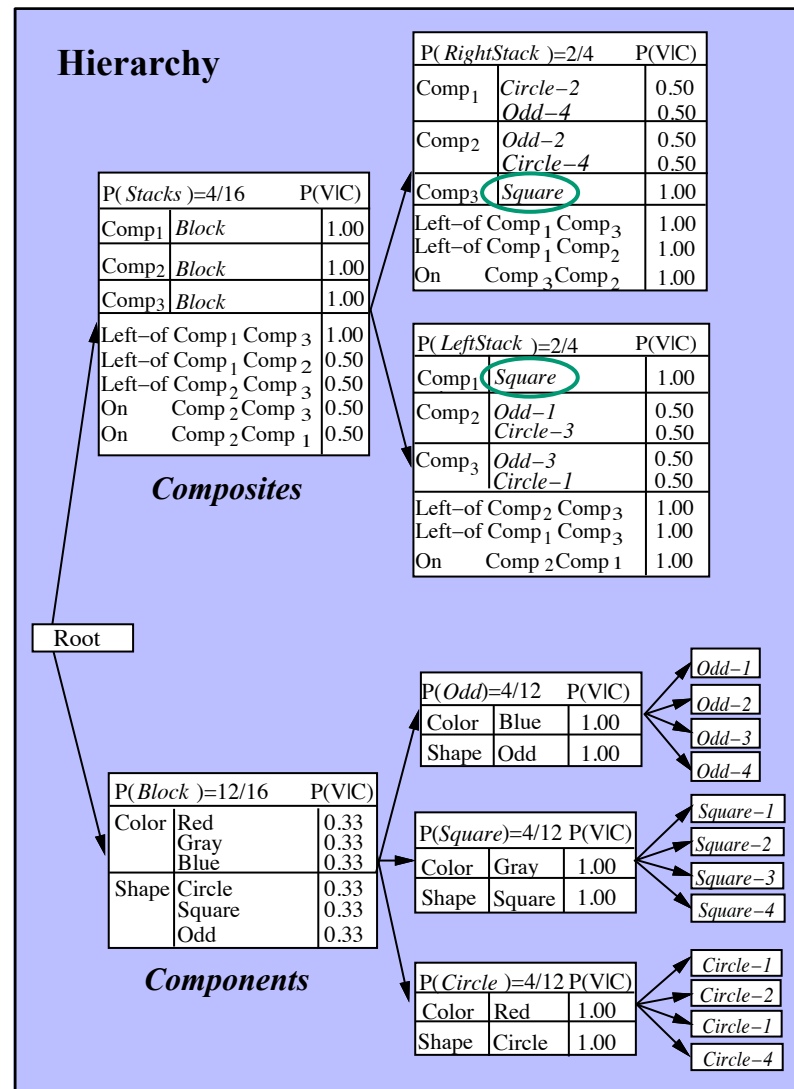 Hierarchy
P( RightStack )=2/4 P(V|C)
Comp1 Circle−2 0.50
Odd−4 0.50
Comp2 Odd−2 0.50
Circle−4 0.50
Comp3 Square 1.00
Left−of Comp1 Comp3 1.00
Left−of Comp1 Comp2 1.00
On Comp3 Comp2 1.00
P( Stacks )=4/16 P(V|C)
Comp1 Block 1.00
Comp2 Block 1.00
Comp3 Block 1.00
Left−of Comp1 Comp3 1.00
Left−of Comp1 Comp2 0.50
Left−of Comp2 Comp3 0.50
On Comp2 Comp3 0.50
On Comp2 Comp1 0.50
Composites
P( LeftStack )=2/4 P(V|C)
Comp1 Square 1.00
Comp2 Odd−1 0.50
Circle−3 0.50
Comp3 Odd−3 0.50
Circle−1 0.50
Left−of Comp2 Comp3 1.00
Left−of Comp1 Comp3 1.00
On Comp2 Comp1 1.00
Root
P(Block )=12/16 P(V|C)
Color Red 0.33
Gray 0.33
Blue 0.33
Shape Circle 0.33
Square 0.33
Odd 0.33
Components
P(Odd)=4/12 P(V|C)
Color Blue 1.00
Shape Odd 1.00
Odd−1
Odd−2
Odd−3
Odd−4
P(Square)=4/12 P(V|C)
Color Gray 1.00
Shape Square 1.00
Square−1
Square−2
Square−3
Square−4
P(Circle )=4/12 P(V|C)
Color Red 1.00
Shape Circle 1.00
Circle−1
Circle−2
Circle−1
Circle−4